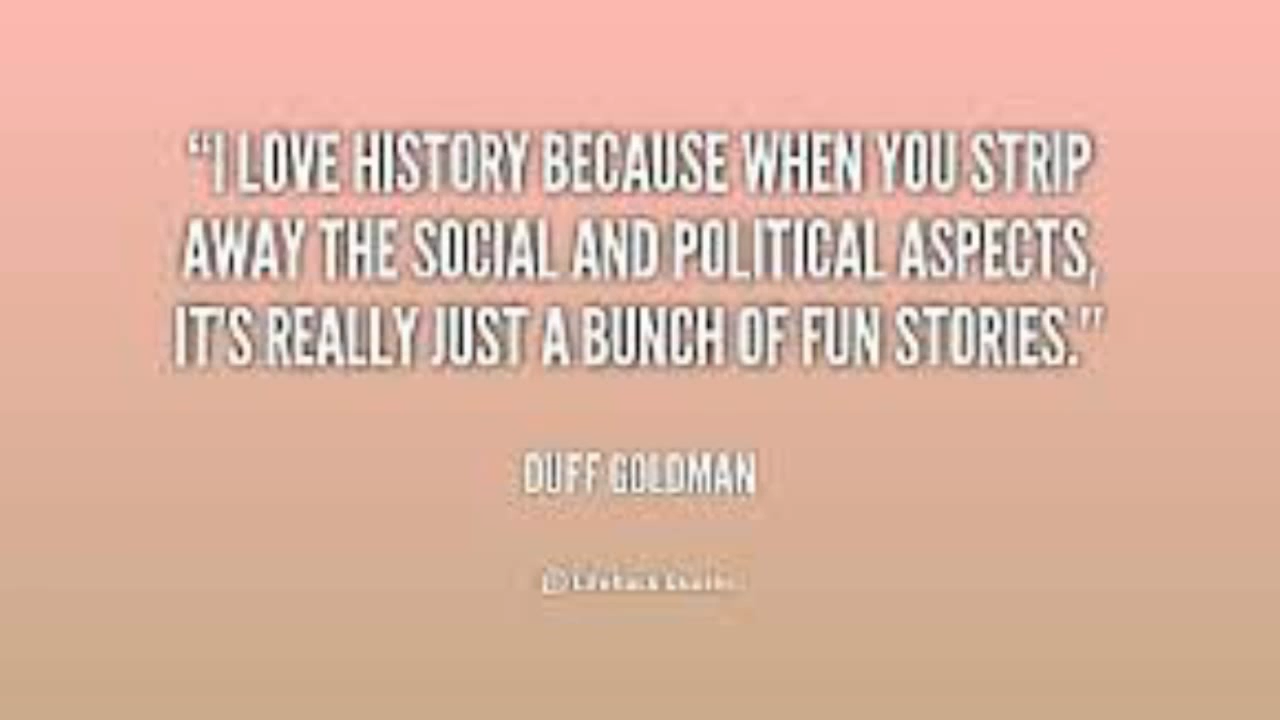 “I LOVE HISTORY BECAUSE WHEN YOU STRIP
AWAY THE SOCIAL AND POLITICAL ASPECTS,
IT'S REALLY JUST A BUNCH OF FUN STORIES.”
DUFF GOLDMAN